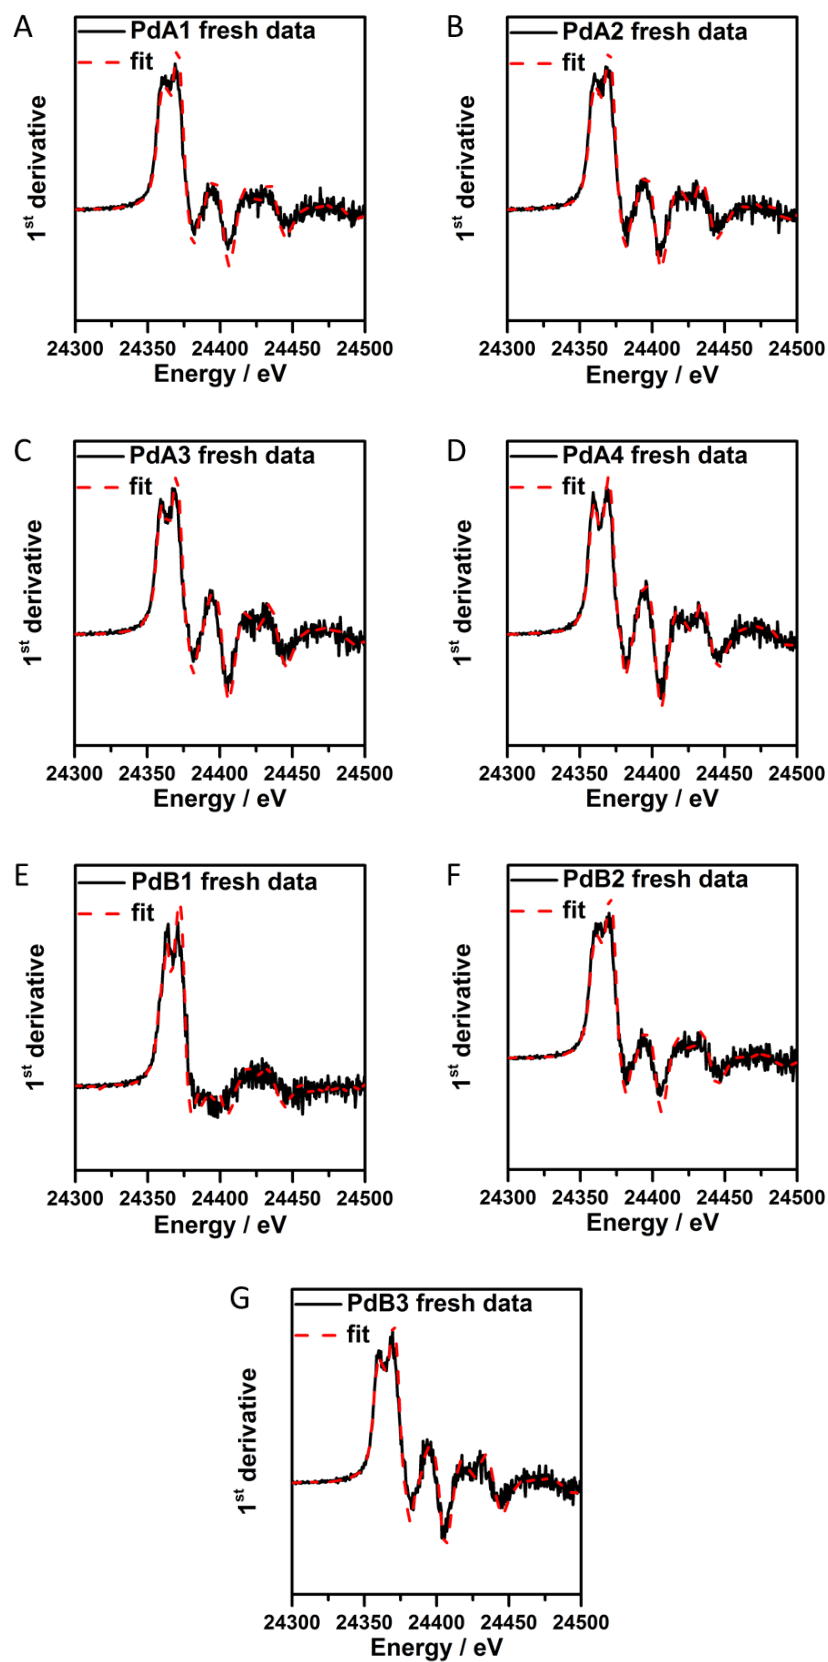 A
PdA1 fresh data
fit
1st derivative
24300 24350 24400 24450 24500
Energy / eV
B
PdA2 fresh data
fit
1st derivative
24300 24350 24400 24450 24500
Energy / eV
C
PdA3 fresh data
fit
1st derivative
24300 24350 24400 24450 24500
Energy / eV
D
PdA4 fresh data
fit
1st derivative
24300 24350 24400 24450 24500
Energy / eV
E
PdB1 fresh data
fit
1st derivative
24300 24350 24400 24450 24500
Energy / eV
F
PdB2 fresh data
fit
1st derivative
24300 24350 24400 24450 24500
Energy / eV
G
PdB3 fresh data
fit
1st derivative
24300 24350 24400 24450 24500
Energy / eV